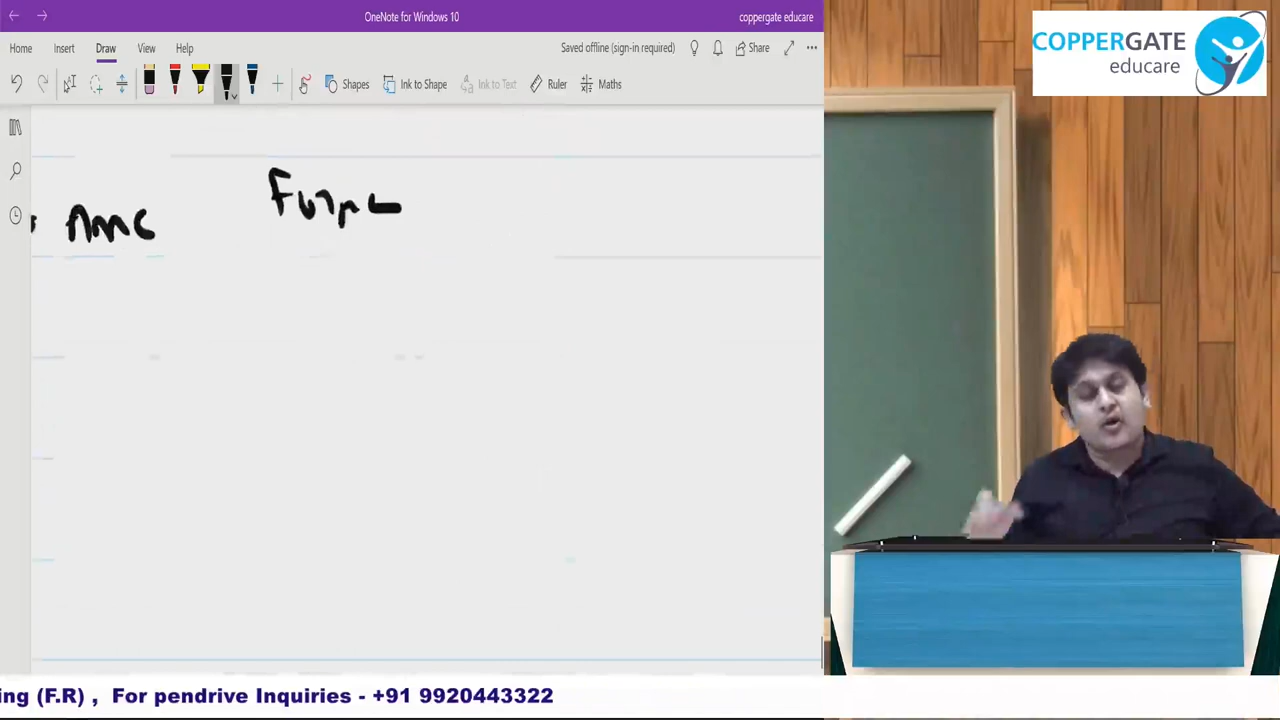 OneNote for Windows 10
coppergate educare
Home Insert Draw View Help
Saved offline (sign-in required)
Share
Shapes
Ink to Shape
Ink to Text
Ruler
Maths
COPPERGATE
educare
AMC
ing (F.R) , For pendrive Inquiries - +91 9920443322